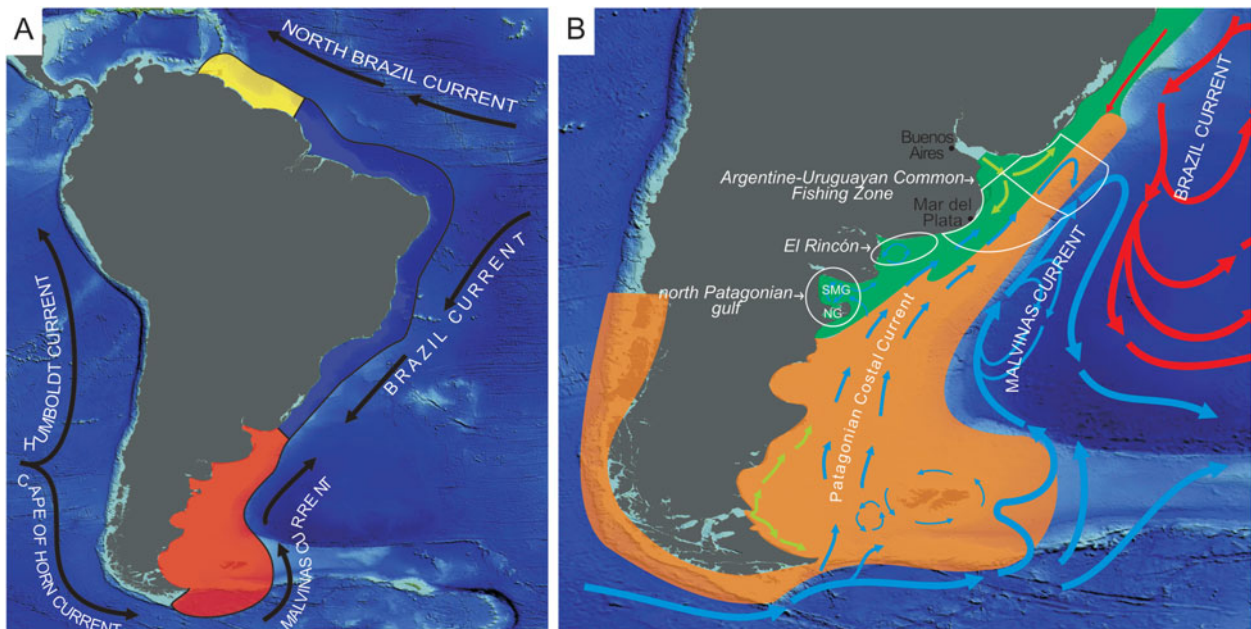 A
NORTH BRAZIL CURRENT
BRAZIL CURRENT
HUMBOLDT CURRENT
CAPE OF HORN CURRENT
MALVINAS CURRENT
B
Buenos
Aires
Argentine-Uruguayan Common
Fishing Zone
Mar del
Plata
El Rincón
north Patagonian
gulf
SMG
NG
Patagonian Costal Current
MALVINAS CURRENT
BRAZIL CURRENT